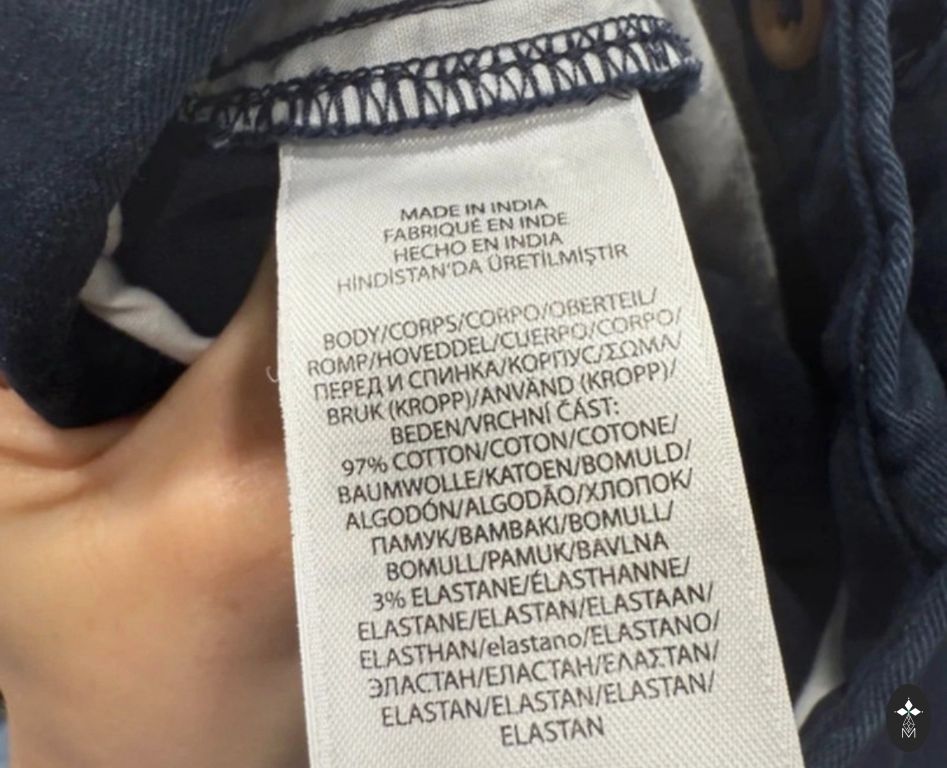 MADE IN INDIA
FABRIQUÉ EN INDE
HECHO EN INDIA
HİNDİSTAN'DA ÜRETİLMİŞTİR
BODY/CORPS/CORPO/OBERTEIL/
ROMP/HOVEDDEL/CUERPO/CORPO/
ПЕРЕД И СПИНКА/КОРПУС/ΣΩΜΑ/
BRUK (KROPP)/ANVÄND (KROPP)/
BEDEN/VRCHNÍ ČÁST:
97% COTTON/COTON/COTONE/
BAUMWOLLE/KATOEN/BOMULD/
ALGODÓN/ALGODÃO/ХЛОПОК/
ПАМУК/ΒΑΜΒΑΚΙ/BOMULL/
BOMULL/PAMUK/BAVLNA
3% ELASTANE/ÉLASTHANNE/
ELASTANE/ELASTAN/ELASTAAN/
ELASTHAN/elastano/ELASTANO/
ЭЛАСТАН/ЕЛАСТАН/ΕΛΑΣΤΑΝ/
ELASTAN/ELASTAN/ELASTAN/
ELASTAN
M